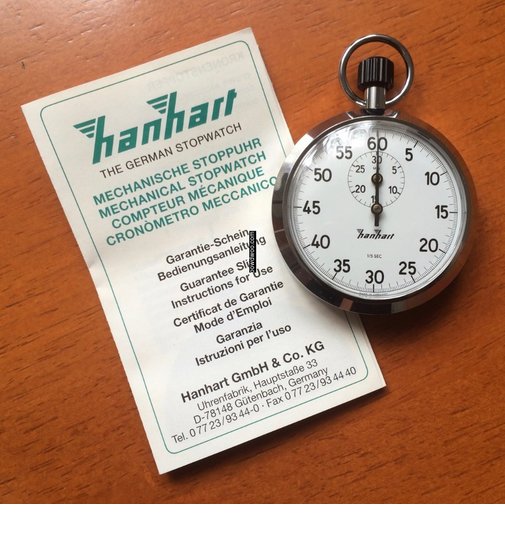 hanhart
THE GERMAN STOPWATCH
MECHANISCHE STOPPUHR
MECHANICAL STOPWATCH
COMPTEUR MÉCANIQUE
CRONÒMETRO MECCANICO
Garantie-Schein
Bedienungsanleitung
Guarantee Slip
Instructions for Use
Certificat de Garantie
Mode d'Emploi
Garanzia
Istruzioni per l'uso
Hanhart GmbH & Co. KG
Uhrenfabrik, Hauptstaße 33
D-78148 Gütenbach, Germany
Tel. 0 77 23 / 93 44-0 · Fax 0 77 23 / 93 44 40
60
5
10
15
20
25
30
35
40
45
50
55
30
5
10
15
20
25
hanhart
1/5 SEC